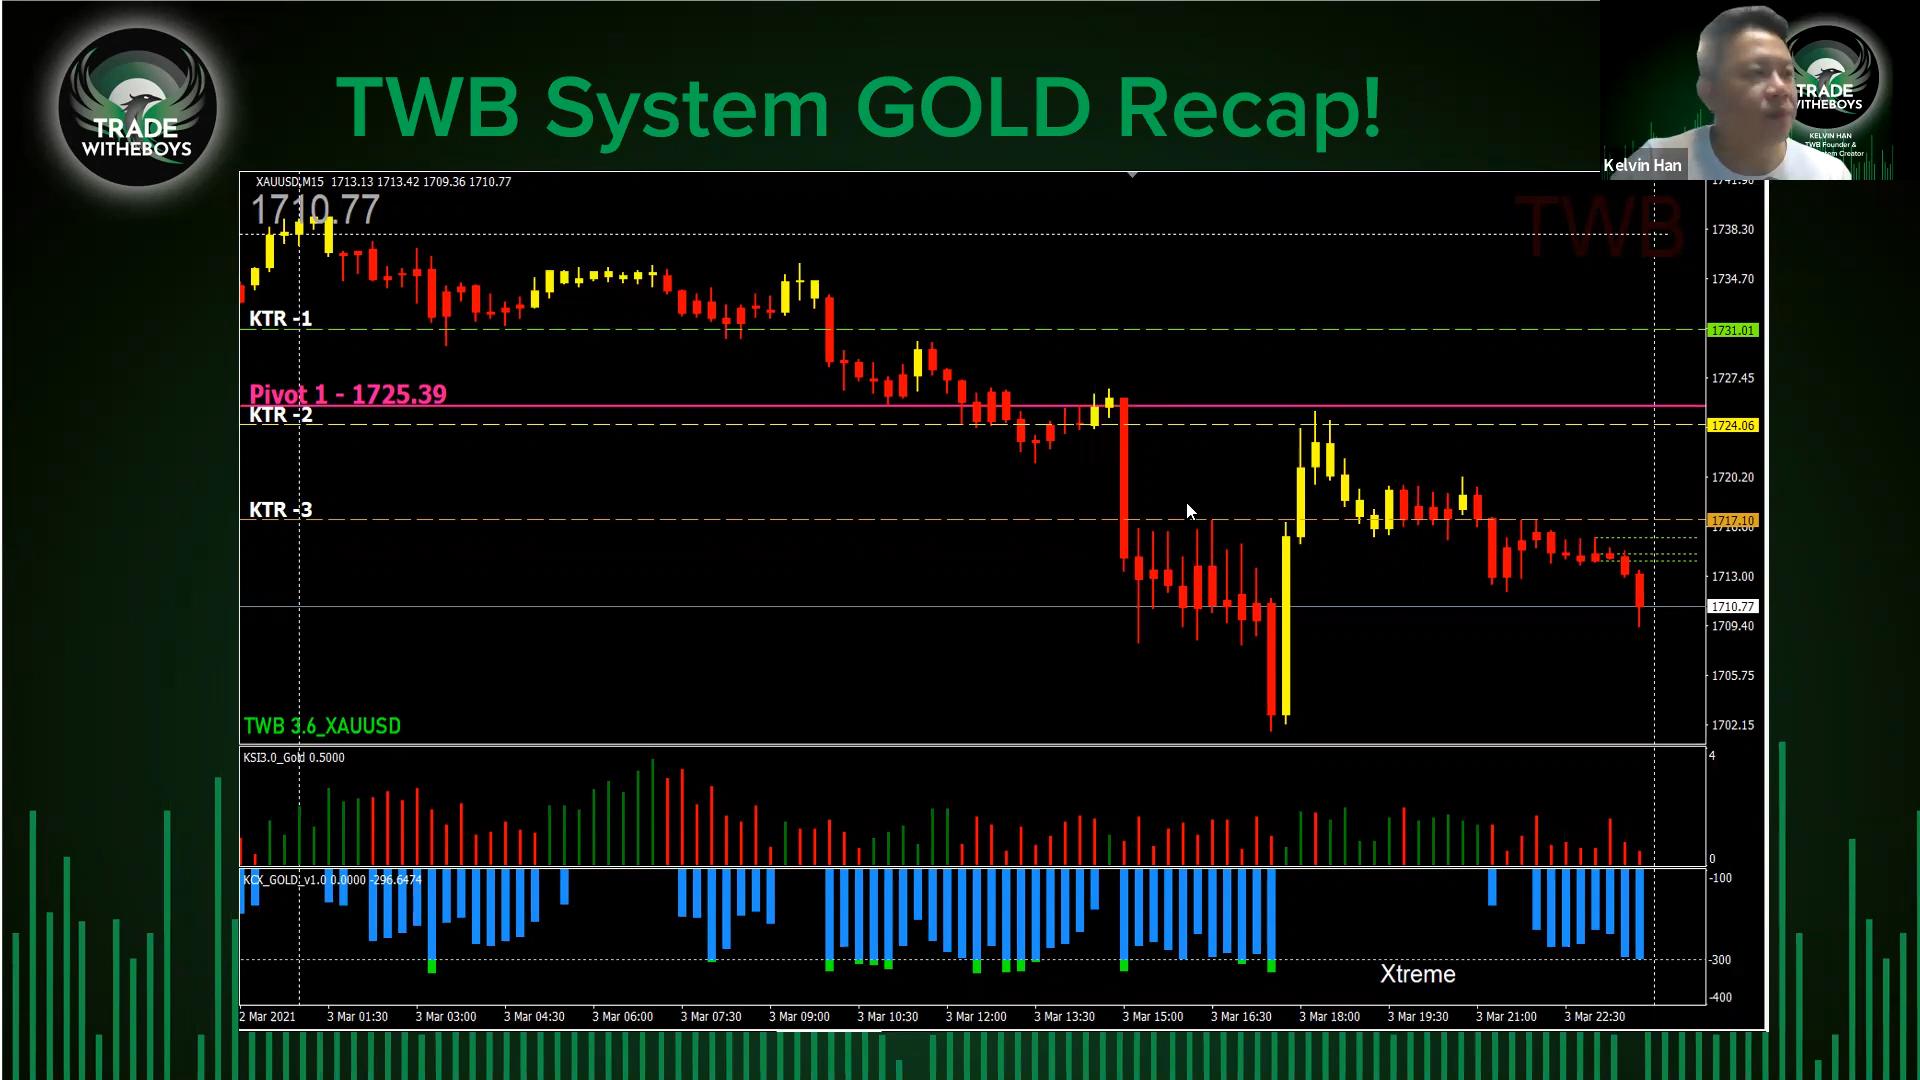 TRADE
WITHEBOYS
TWB System GOLD Recap!
TRADE
KELVIN HAN
TWB Founder &
Kelvin Han
XAUUSD,M15 1713.13 1713.42 1709.36 1710.77
1710.77
TWB
1738.30
1734.70
KTR -1
1731.01
1727.45
Pivot 1 - 1725.39
KTR -2
1724.06
1720.20
KTR -3
1717.10
1713.00
1710.77
1709.40
1705.75
1702.15
TWB 3.6_XAUUSD
KSI3.0_Gold 0.5000
4
0
KCX_GOLD_v1.0 0.0000 -296.6474
-100
-300
Xtreme
-400
2 Mar 2021 3 Mar 01:30 3 Mar 03:00 3 Mar 04:30 3 Mar 06:00 3 Mar 07:30 3 Mar 09:00 3 Mar 10:30 3 Mar 12:00 3 Mar 13:30 3 Mar 15:00 3 Mar 16:30 3 Mar 18:00 3 Mar 19:30 3 Mar 21:00 3 Mar 22:30